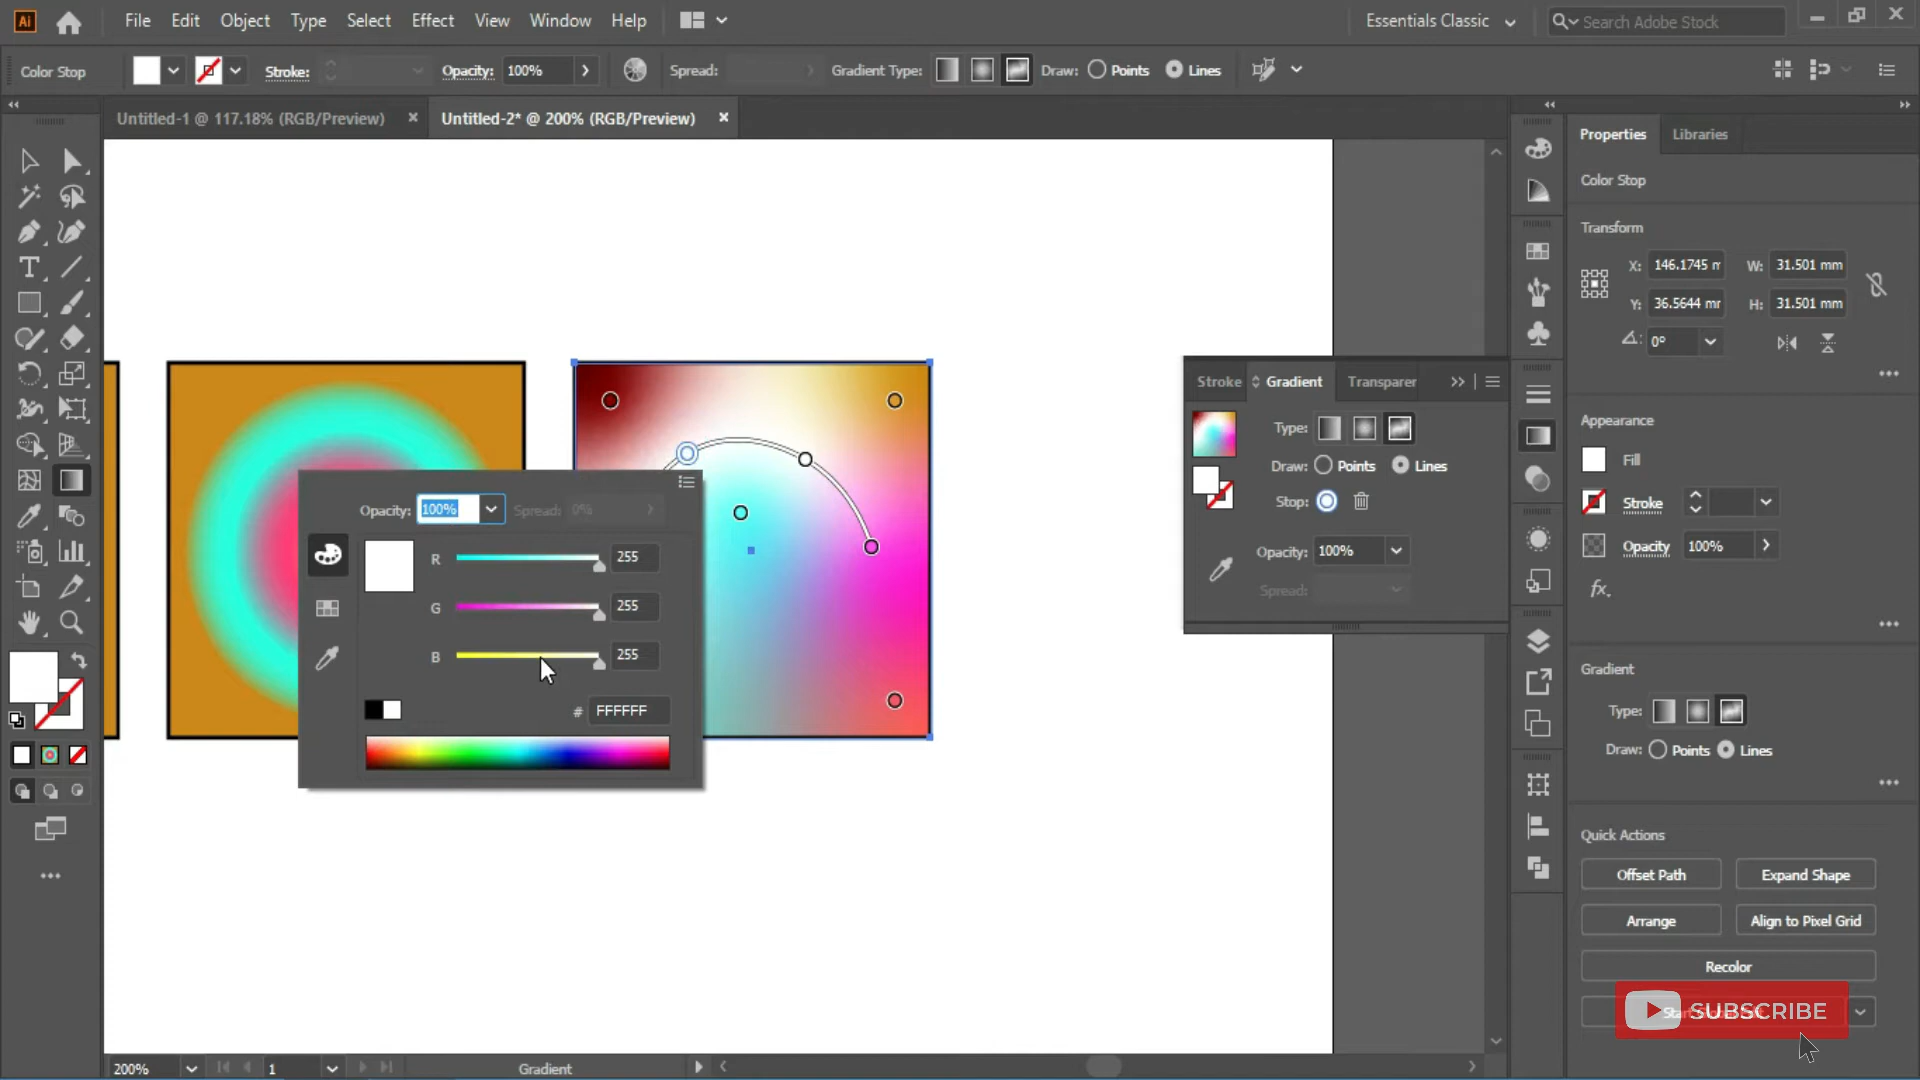 Ai File Edit Object Type Select Effect View Window Help Essentials Classic Search Adobe Stock
Color Stop Stroke: Opacity: 100% Spread: Gradient Type: Draw: Points Lines
Untitled-1 @ 117.18% (RGB/Preview) × Untitled-2* @ 200% (RGB/Preview) ×
Properties Libraries
Color Stop
Transform
X: 146.1745 m W: 31.501 mm
Y: 36.5644 mr H: 31.501 mm
0°
Appearance
Fill
Stroke
Opacity 100%
fx.
Gradient
Type:
Draw: Points Lines
Quick Actions
Offset Path Expand Shape
Arrange Align to Pixel Grid
Recolor
SUBSCRIBE
Stroke Gradient Transparer
Type:
Draw: Points Lines
Stop:
Opacity: 100%
Spread:
Opacity: 100% Spread: 0%
R 255
G 255
B 255
# FFFFFF
200% 1 Gradient